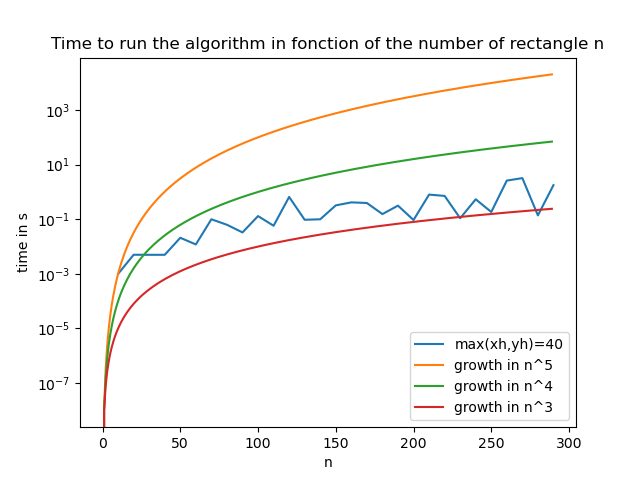 Time to run the algorithm in fonction of the number of rectangle n
time in s
10^3
10^1
10^-1
10^-3
10^-5
10^-7
max(xh,yh)=40
growth in n^5
growth in n^4
growth in n^3
0 50 100 150 200 250 300
n